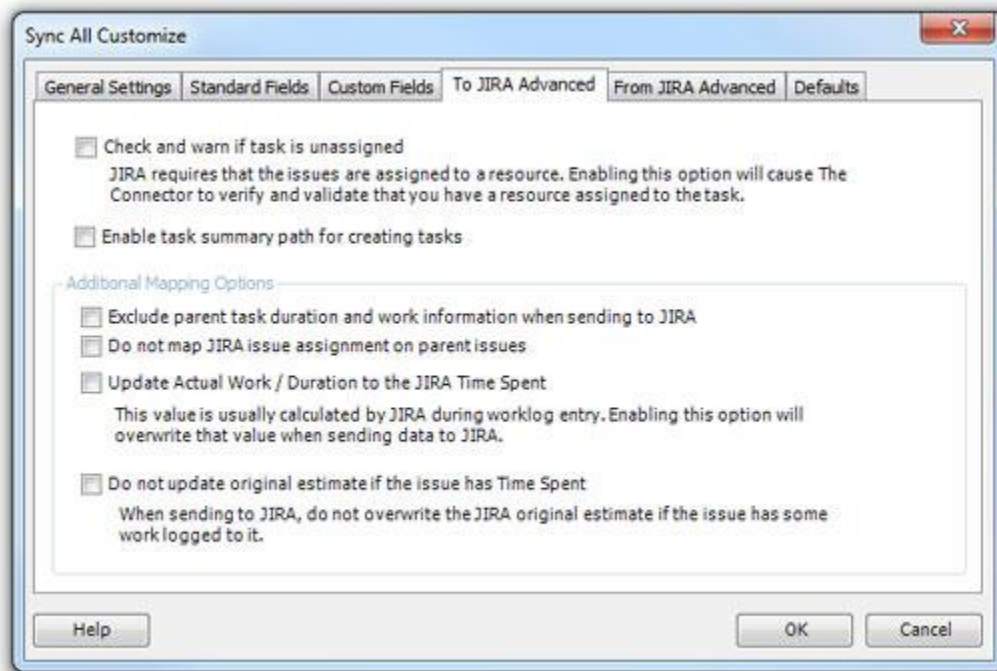 Sync All Customize
General Settings Standard Fields Custom Fields To JIRA Advanced From JIRA Advanced Defaults
Check and warn if task is unassigned
JIRA requires that the issues are assigned to a resource. Enabling this option will cause The
Connector to verify and validate that you have a resource assigned to the task.
Enable task summary path for creating tasks
Additional Mapping Options
Exclude parent task duration and work information when sending to JIRA
Do not map JIRA issue assignment on parent issues
Update Actual Work / Duration to the JIRA Time Spent
This value is usually calculated by JIRA during worklog entry. Enabling this option will
overwrite that value when sending data to JIRA.
Do not update original estimate if the issue has Time Spent
When sending to JIRA, do not overwrite the JIRA original estimate if the issue has some
work logged to it.
Help OK Cancel